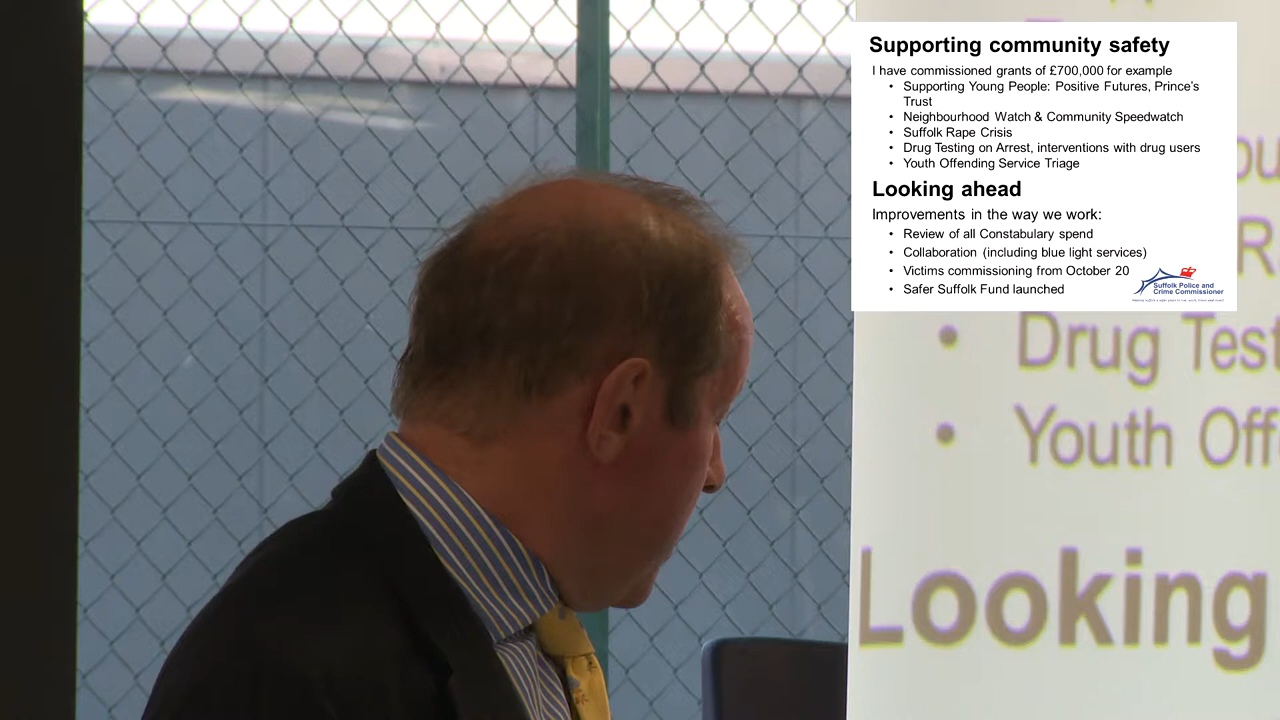 Supporting community safety
I have commissioned grants of £700,000 for example
• Supporting Young People: Positive Futures, Prince's
Trust
• Neighbourhood Watch & Community Speedwatch
• Suffolk Rape Crisis
• Drug Testing on Arrest, interventions with drug users
• Youth Offending Service Triage
Looking ahead
Improvements in the way we work:
• Review of all Constabulary spend
• Collaboration (including blue light services)
• Victims commissioning from October 20
• Safer Suffolk Fund launched
Suffolk Police and
Crime Commissioner
ou
R
• Drug Test
• Youth Off
Looking